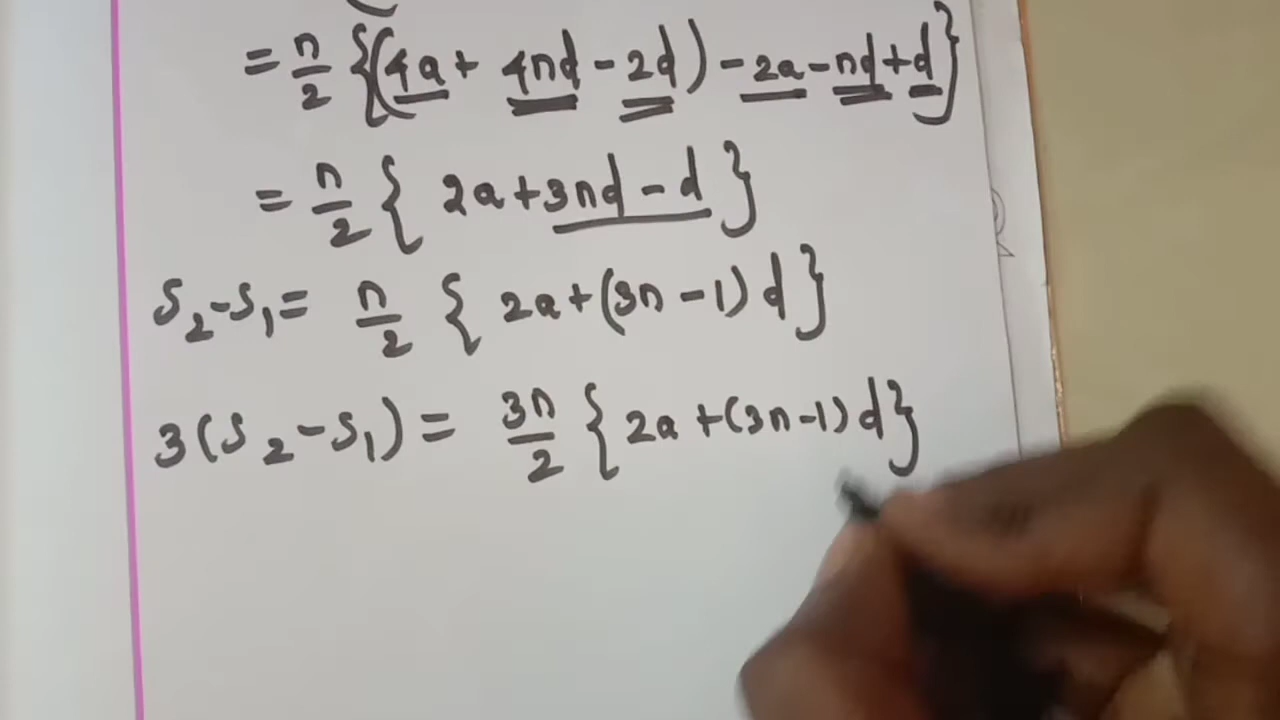 = n/2 {(4a + 4nd - 2d) - 2a - nd + d}
= n/2 { 2a + 3nd - d }
S₂ - S₁ = n/2 { 2a + (3n - 1) d }
3(S₂ - S₁) = 3n/2 { 2a + (3n - 1) d }